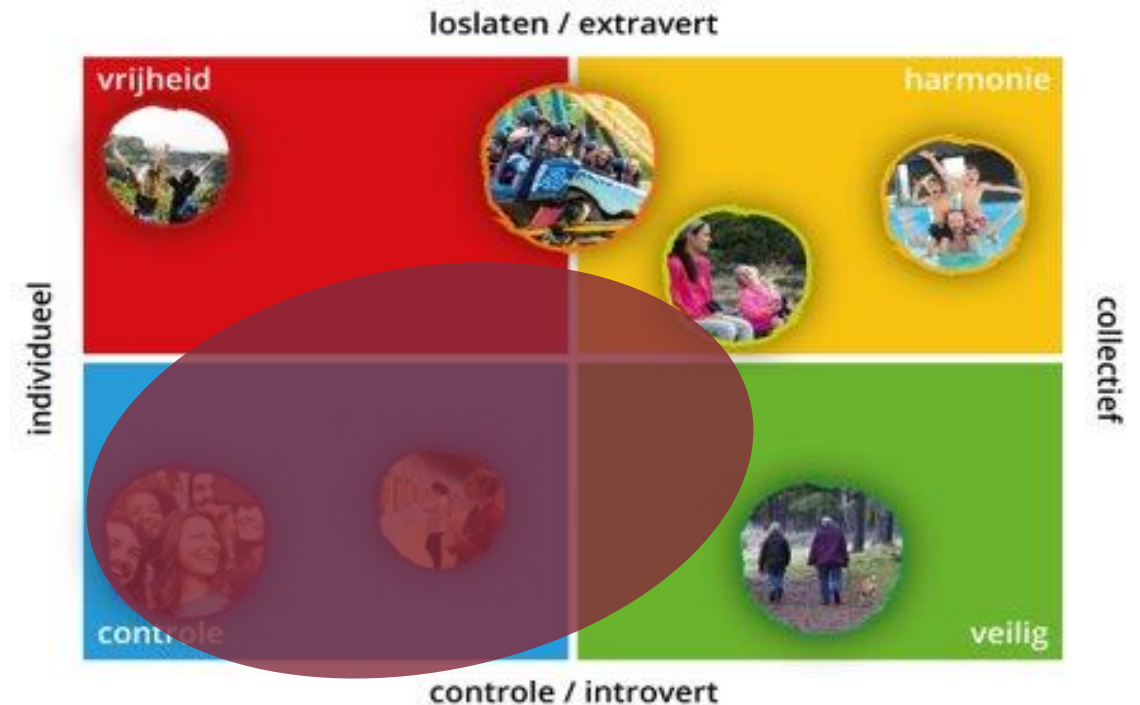 loslaten / extravert
vrijheid
harmonie
individueel
collectief
controle
veilig
controle / introvert